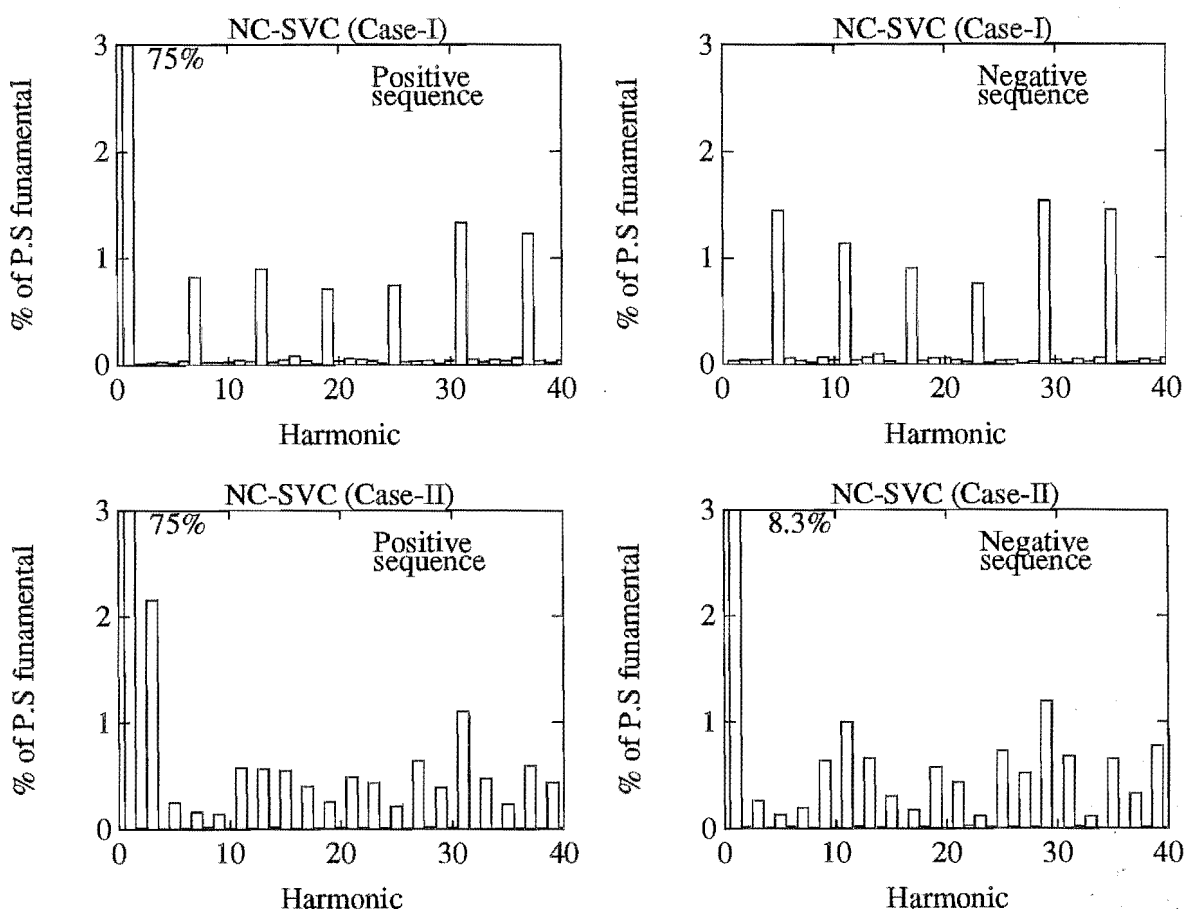 NC-SVC (Case-I)
3
75%
Positive
sequence
2
1
0
0
10
20
30
40
% of P.S funamental
Harmonic
NC-SVC (Case-I)
3
Negative
sequence
2
1
0
0
10
20
30
40
% of P.S funamental
Harmonic
NC-SVC (Case-II)
3
75%
Positive
sequence
2
1
0
0
10
20
30
40
% of P.S funamental
Harmonic
NC-SVC (Case-II)
3
8.3%
Negative
sequence
2
1
0
0
10
20
30
40
% of P.S funamental
Harmonic